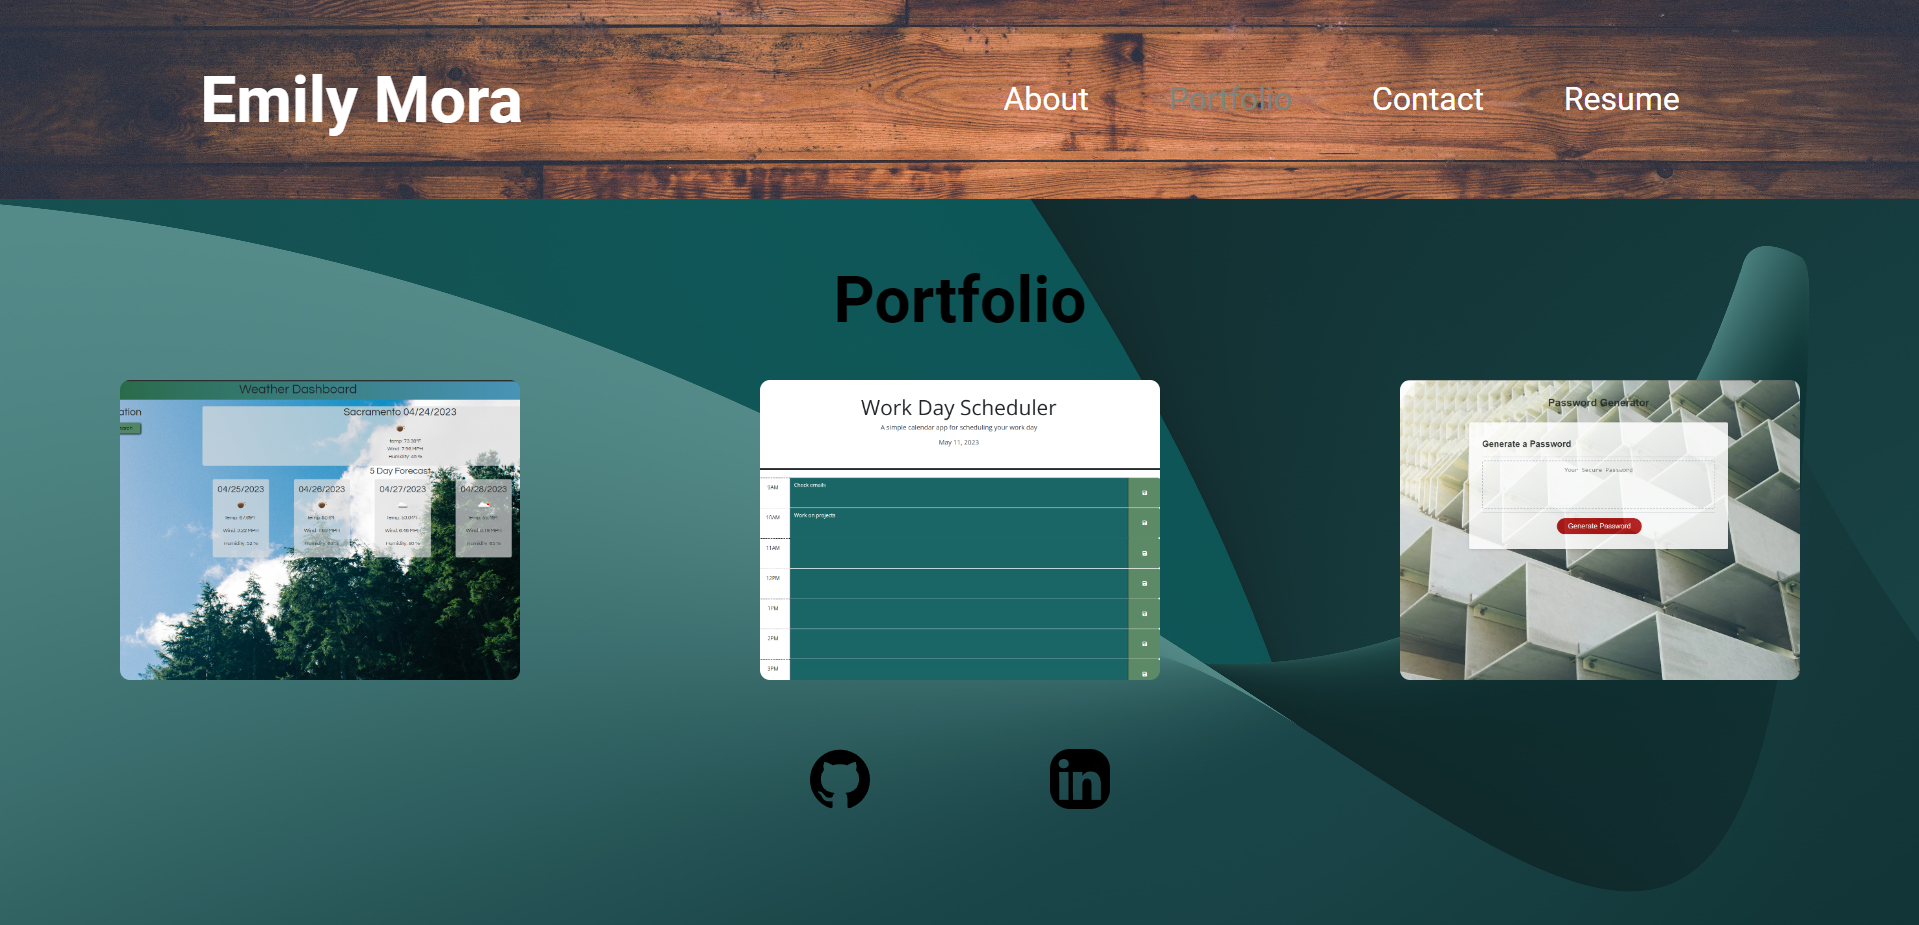 Emily Mora
About Portfolio Contact Resume
Portfolio
Weather Dashboard
ation
Sacramento 04/24/2023
5 Day Forecast
04/25/2023 04/26/2023 04/27/2023 04/28/2023
Work Day Scheduler
A simple calendar app for scheduling your work day
May 11, 2023
9AM Check emails
10AM Work on projects
11AM
12PM
1PM
2PM
3PM
Password Generator
Generate a Password
Your Secure Password
Generate Password
in